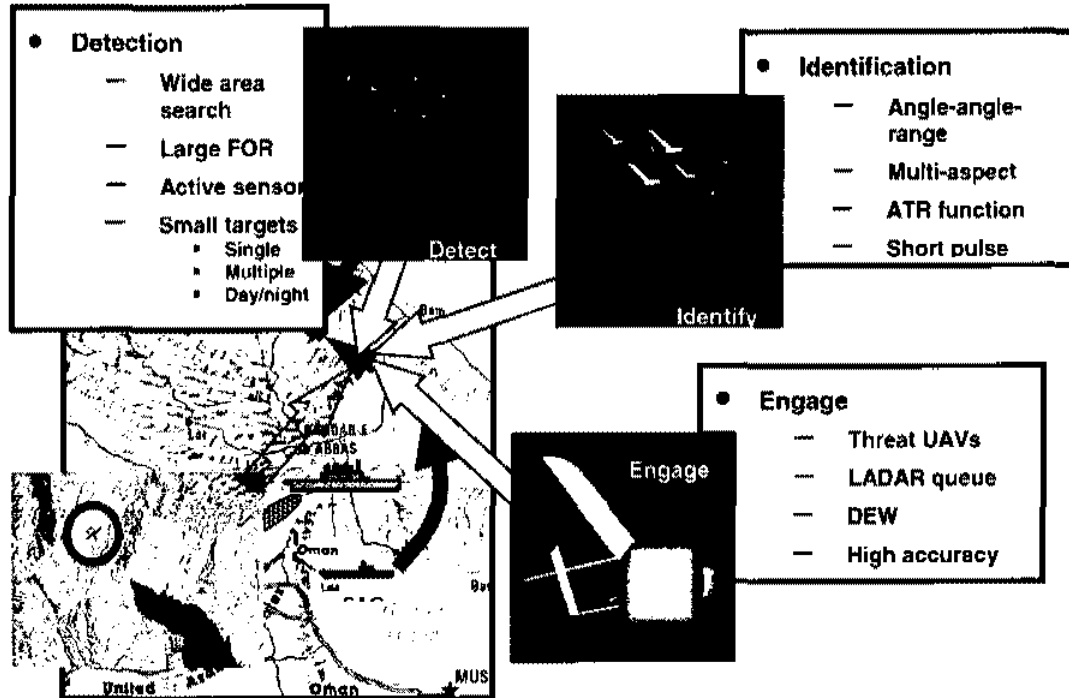 ● Detection
— Wide area
search
— Large FOR
— Active sensor
— Small targets
▪ Single
▪ Multiple
▪ Day/night
Detect
● Identification
— Angle-angle-
range
— Multi-aspect
— ATR function
— Short pulse
Identify
● Engage
— Threat UAVs
— LADAR queue
— DEW
— High accuracy
Engage
Lar
ABBAS
Oman
United
Oman
MUS